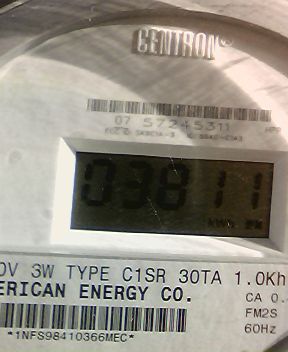 CENTRON®
07 57245311
03811
kWh
0V 3W TYPE C1SR 30TA 1.0Kh
ERICAN ENERGY CO.
CA 0.
FM2S
60Hz
*1NFS98410366MEC*